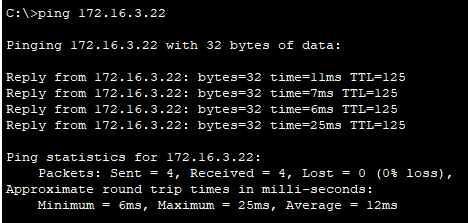 C:\>ping 172.16.3.22
Pinging 172.16.3.22 with 32 bytes of data:
Reply from 172.16.3.22: bytes=32 time=11ms TTL=125
Reply from 172.16.3.22: bytes=32 time=7ms TTL=125
Reply from 172.16.3.22: bytes=32 time=6ms TTL=125
Reply from 172.16.3.22: bytes=32 time=25ms TTL=125
Ping statistics for 172.16.3.22:
    Packets: Sent = 4, Received = 4, Lost = 0 (0% loss),
Approximate round trip times in milli-seconds:
    Minimum = 6ms, Maximum = 25ms, Average = 12ms